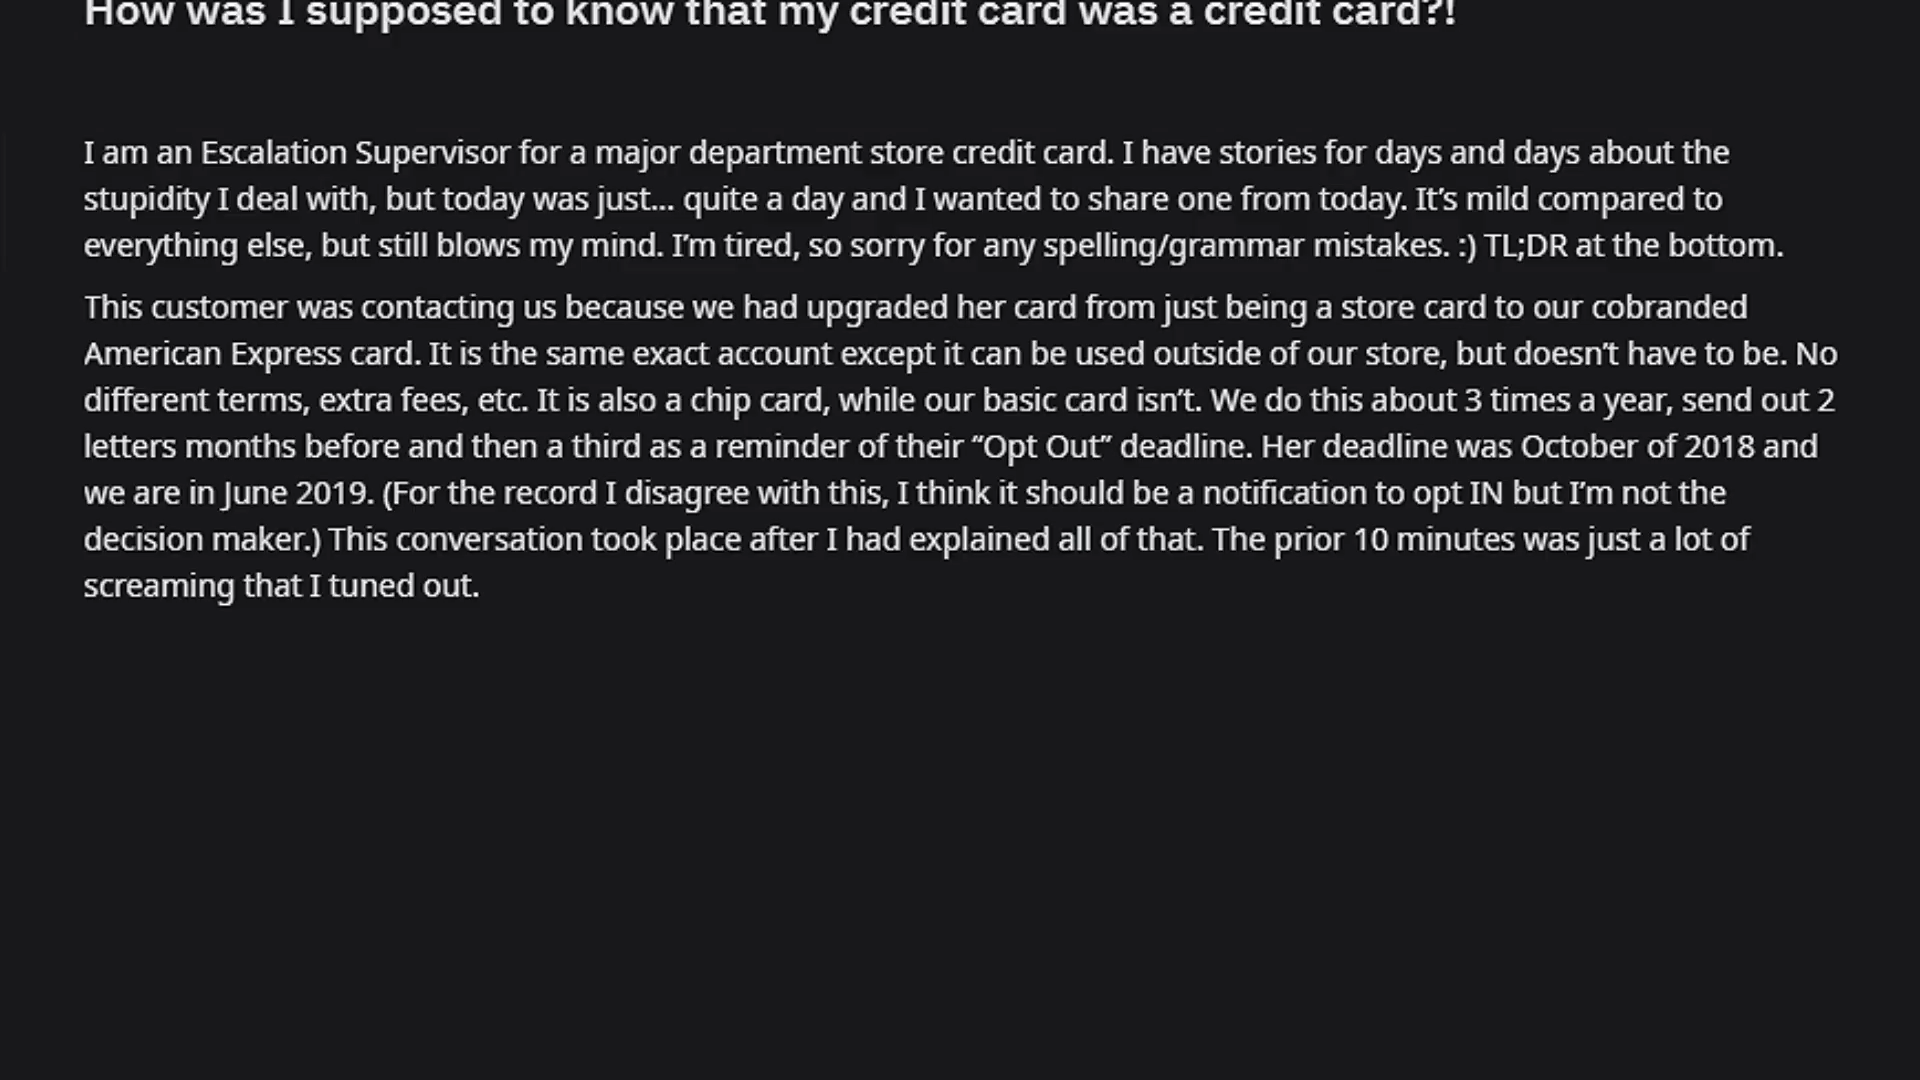 How was I supposed to know that my credit card was a credit card?!
I am an Escalation Supervisor for a major department store credit card. I have stories for days and days about the
stupidity I deal with, but today was just... quite a day and I wanted to share one from today. It’s mild compared to
everything else, but still blows my mind. I’m tired, so sorry for any spelling/grammar mistakes. :) TL;DR at the bottom.
This customer was contacting us because we had upgraded her card from just being a store card to our cobranded
American Express card. It is the same exact account except it can be used outside of our store, but doesn’t have to be. No
different terms, extra fees, etc. It is also a chip card, while our basic card isn’t. We do this about 3 times a year, send out 2
letters months before and then a third as a reminder of their “Opt Out” deadline. Her deadline was October of 2018 and
we are in June 2019. (For the record I disagree with this, I think it should be a notification to opt IN but I’m not the
decision maker.) This conversation took place after I had explained all of that. The prior 10 minutes was just a lot of
screaming that I tuned out.